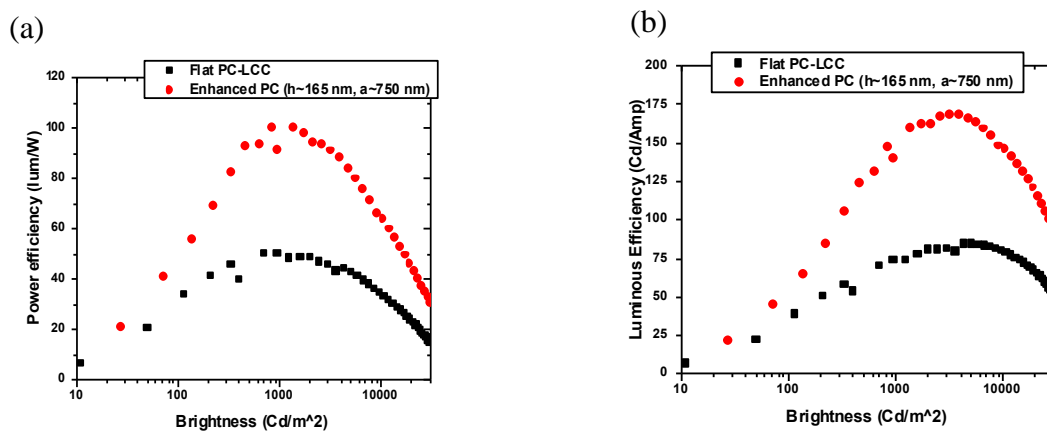 (a)
Flat PC-LCC
Enhanced PC (h~165 nm, a~750 nm)
Power efficiency (lum/W)
120
100
80
60
40
20
0
10
100
1000
10000
Brightness (Cd/m^2)
(b)
Flat PC-LCC
Enhanced PC (h~165 nm, a~750 nm)
Luminous Efficiency (Cd/Amp)
200
175
150
125
100
75
50
25
0
10
100
1000
10000
Brightness (Cd/m^2)